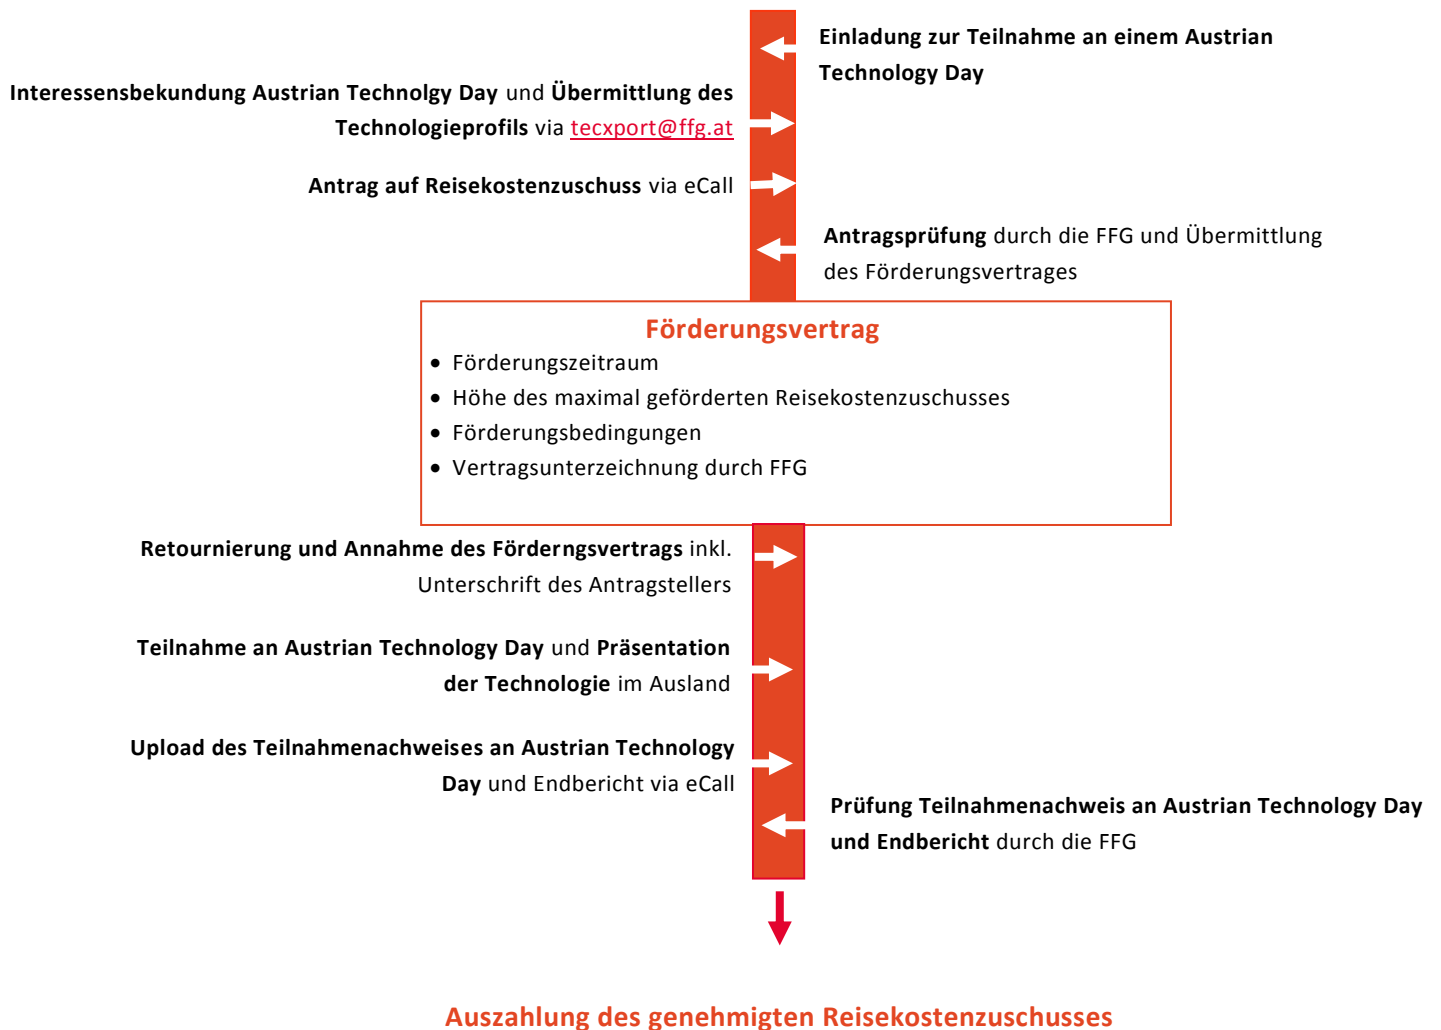 Einladung zur Teilnahme an einem Austrian
Technology Day
Interessensbekundung Austrian Technolgy Day und Übermittlung des
Technologieprofils via tecxport@ffg.at
Antrag auf Reisekostenzuschuss via eCall
Antragsprüfung durch die FFG und Übermittlung
des Förderungsvertrages
Förderungsvertrag
• Förderungszeitraum
• Höhe des maximal geförderten Reisekostenzuschusses
• Förderungsbedingungen
• Vertragsunterzeichnung durch FFG
Retournierung und Annahme des Förderngsvertrags inkl.
Unterschrift des Antragstellers
Teilnahme an Austrian Technology Day und Präsentation
der Technologie im Ausland
Upload des Teilnahmenachweises an Austrian Technology
Day und Endbericht via eCall
Prüfung Teilnahmenachweis an Austrian Technology Day
und Endbericht durch die FFG
Auszahlung des genehmigten Reisekostenzuschusses